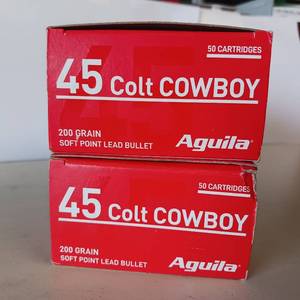 50 CARTRIDGES
45 Colt COWBOY
200 GRAIN
SOFT POINT LEAD BULLET
Aguila
50 CARTRIDGES
45 Colt COWBOY
200 GRAIN
SOFT POINT LEAD BULLET
Aguila